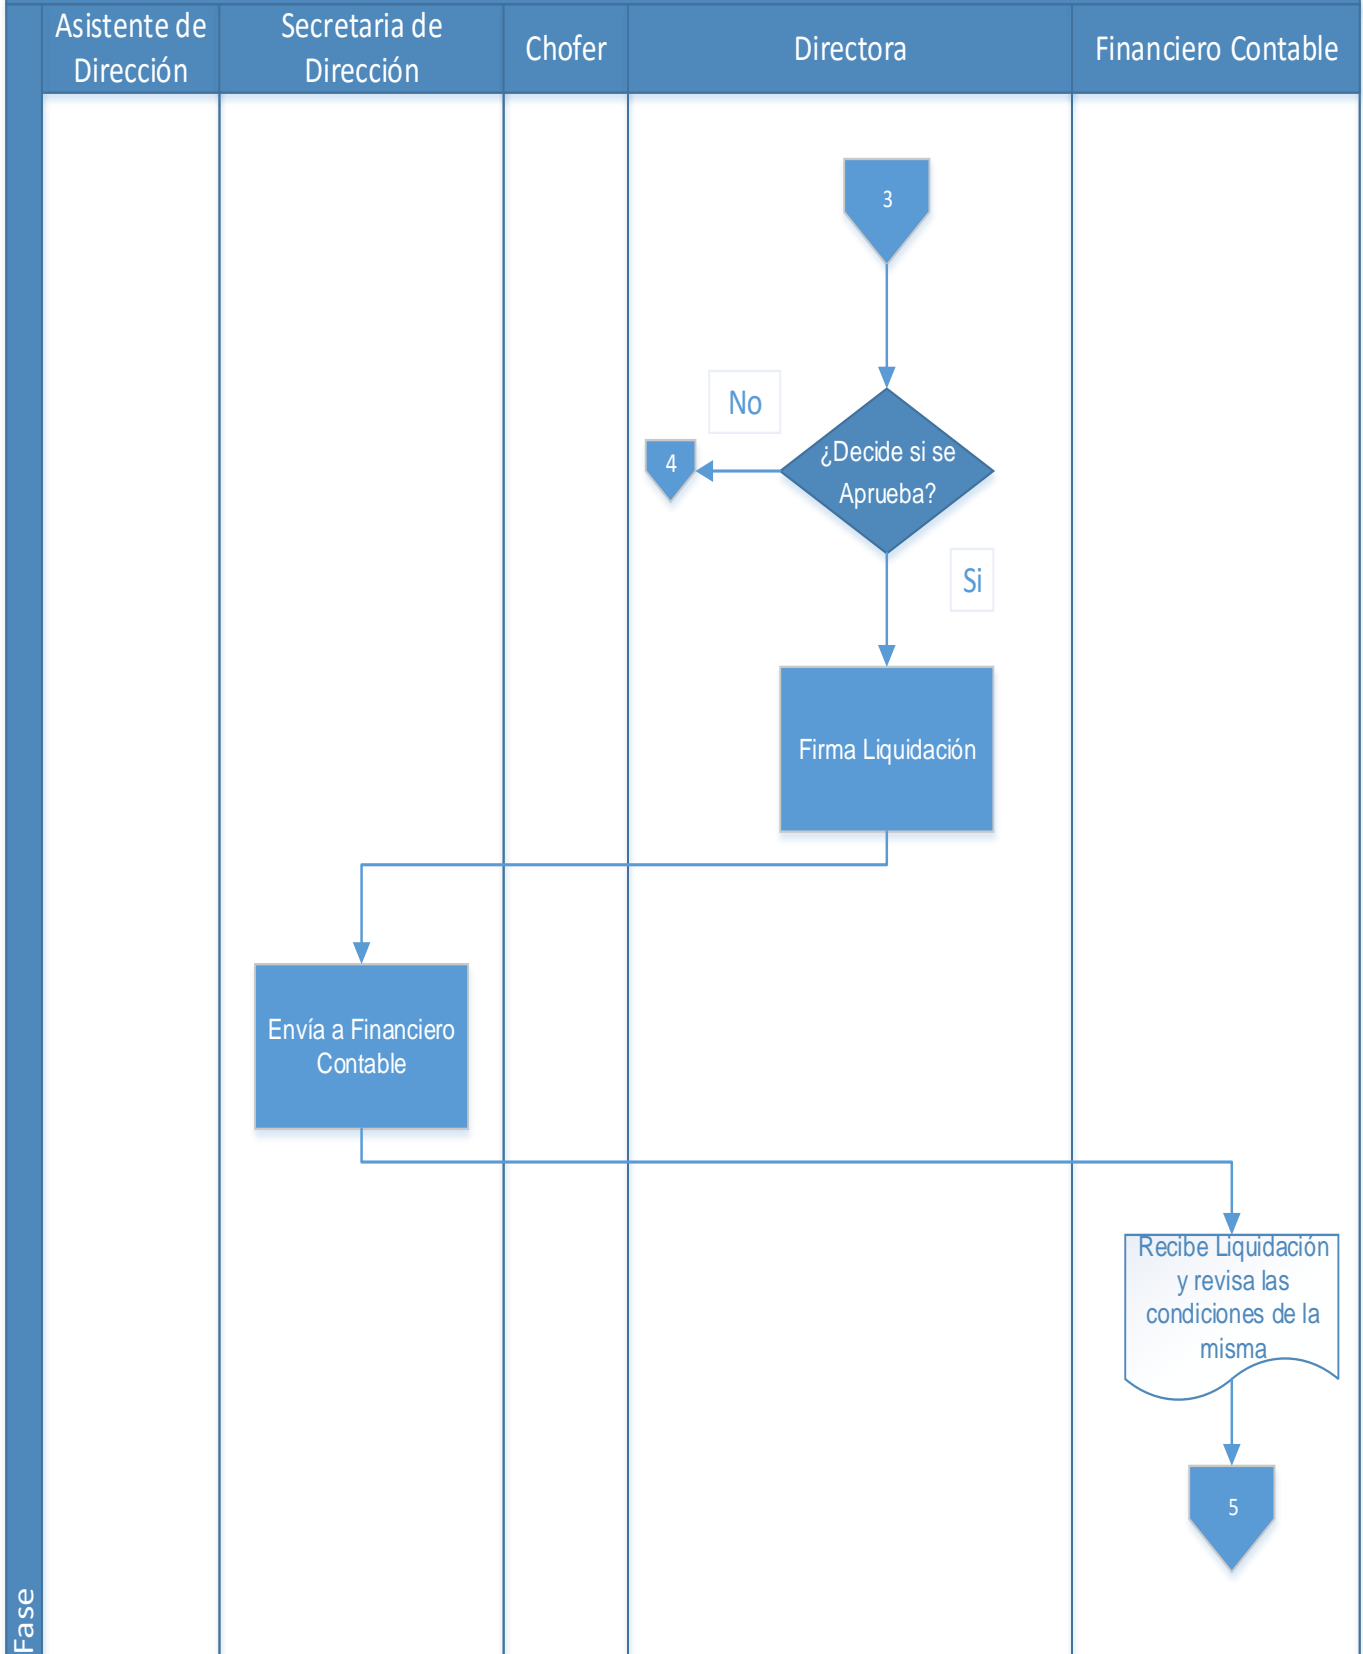 Asistente de
Dirección
Secretaria de
Dirección
Chofer
Directora
Financiero Contable
3
No
4
¿Decide si se
Aprueba?
Si
Firma Liquidación
Envía a Financiero
Contable
Recibe Liquidación
y revisa las
condiciones de la
misma
5
Fase